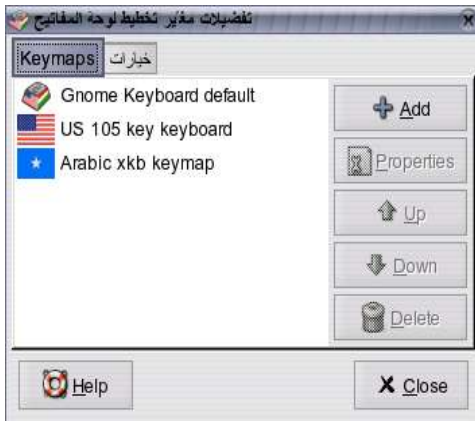 تفضيلات مغيّر تخطيط لوحة المفاتيح
Keymaps
خيارات
Gnome Keyboard default
US 105 key keyboard
Arabic xkb keymap
Add
Properties
Up
Down
Delete
Help
Close